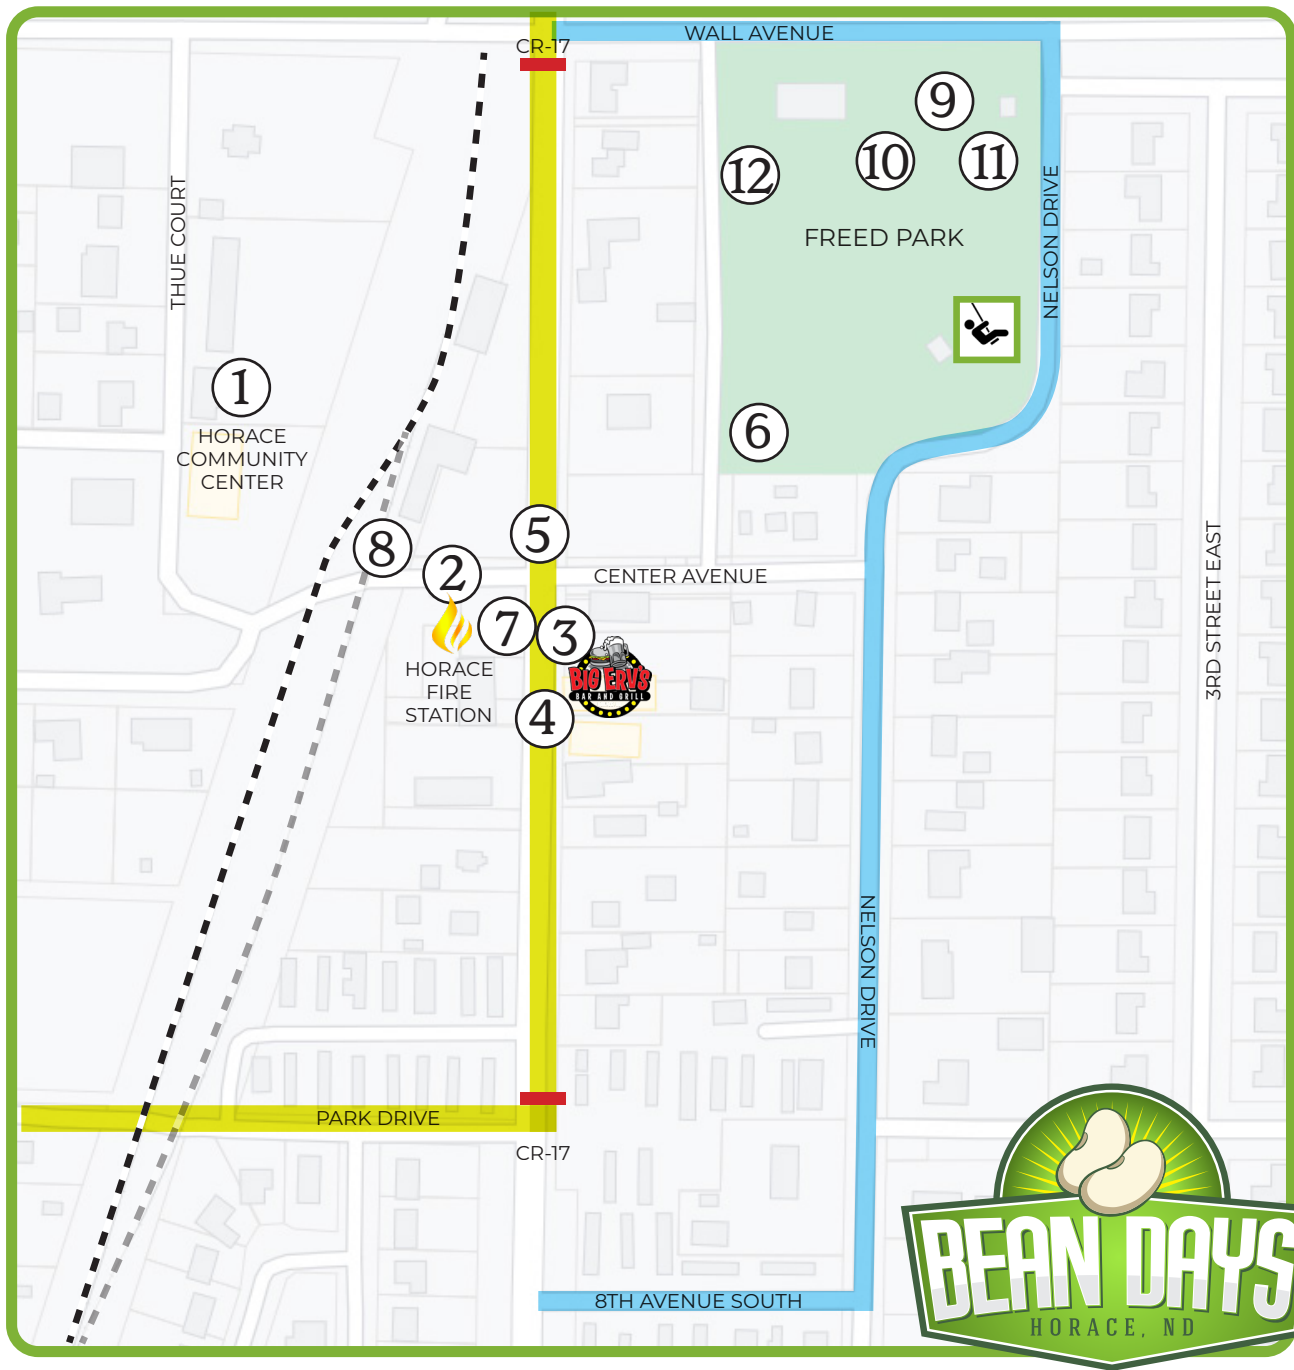 WALL AVENUE
CR-17
9
10
11
12
THUE COURT
NELSON DRIVE
FREED PARK
1
HORACE
COMMUNITY
CENTER
6
5
8
2
CENTER AVENUE
7
3
3RD STREET EAST
HORACE
FIRE
STATION
BIG ERV'S
BAR AND GRILL
4
NELSON DRIVE
PARK DRIVE
CR-17
8TH AVENUE SOUTH
BEAN DAYS
HORACE, ND